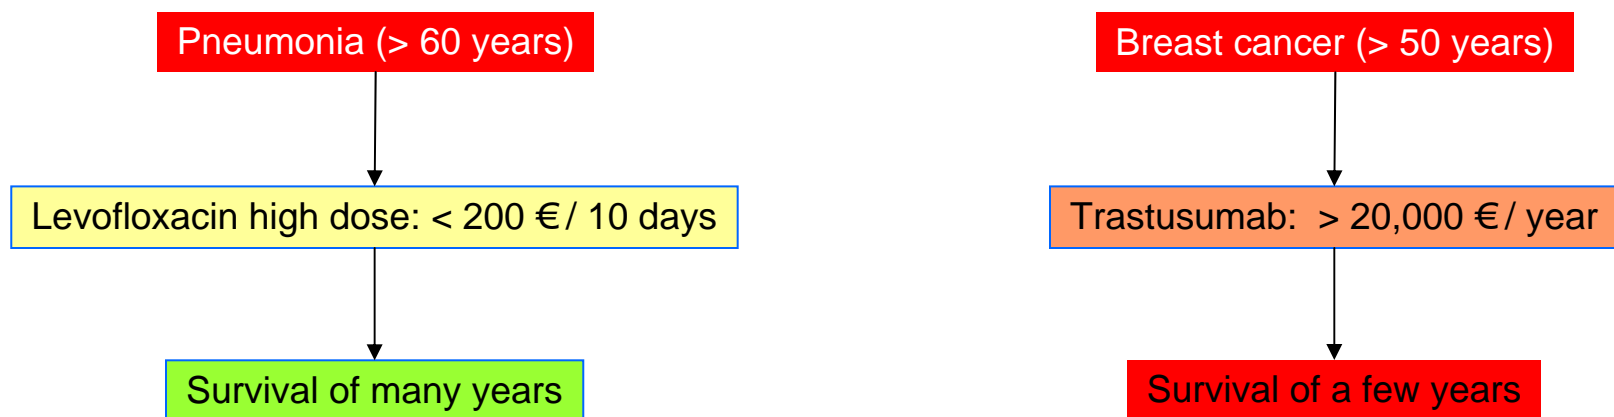 Pneumonia (> 60 years)
Levofloxacin high dose: < 200 € / 10 days
Survival of many years
Breast cancer (> 50 years)
Trastusumab: > 20,000 € / year
Survival of a few years